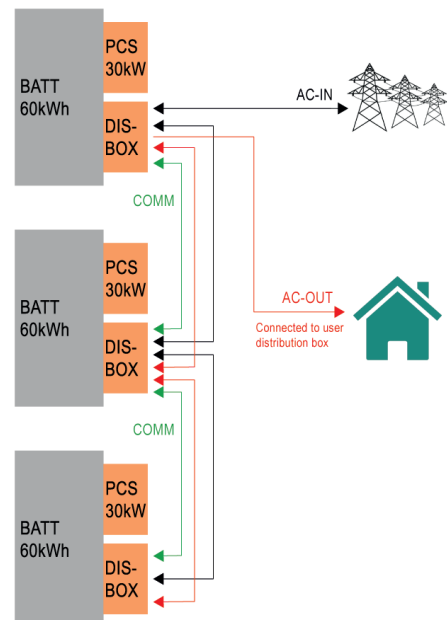 PCS
30kW
BATT
60kWh
DIS-
BOX
AC-IN
COMM
PCS
30kW
BATT
60kWh
DIS-
BOX
AC-OUT
Connected to user
distribution box
COMM
PCS
30kW
BATT
60kWh
DIS-
BOX